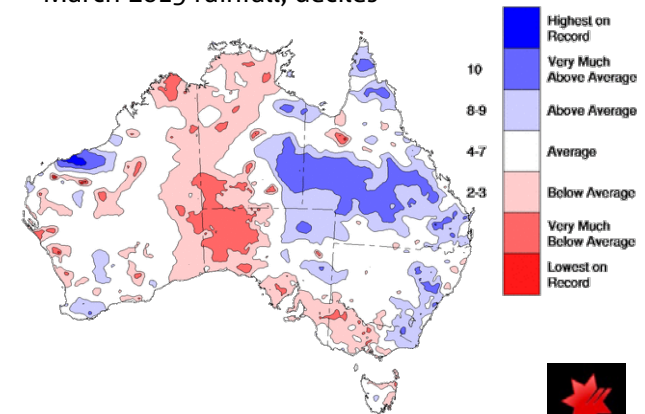 March 2019 rainfall, deciles
Highest on
Record
10
Very Much
Above Average
8-9
Above Average
4-7
Average
2-3
Below Average
Very Much
Below Average
Lowest on
Record